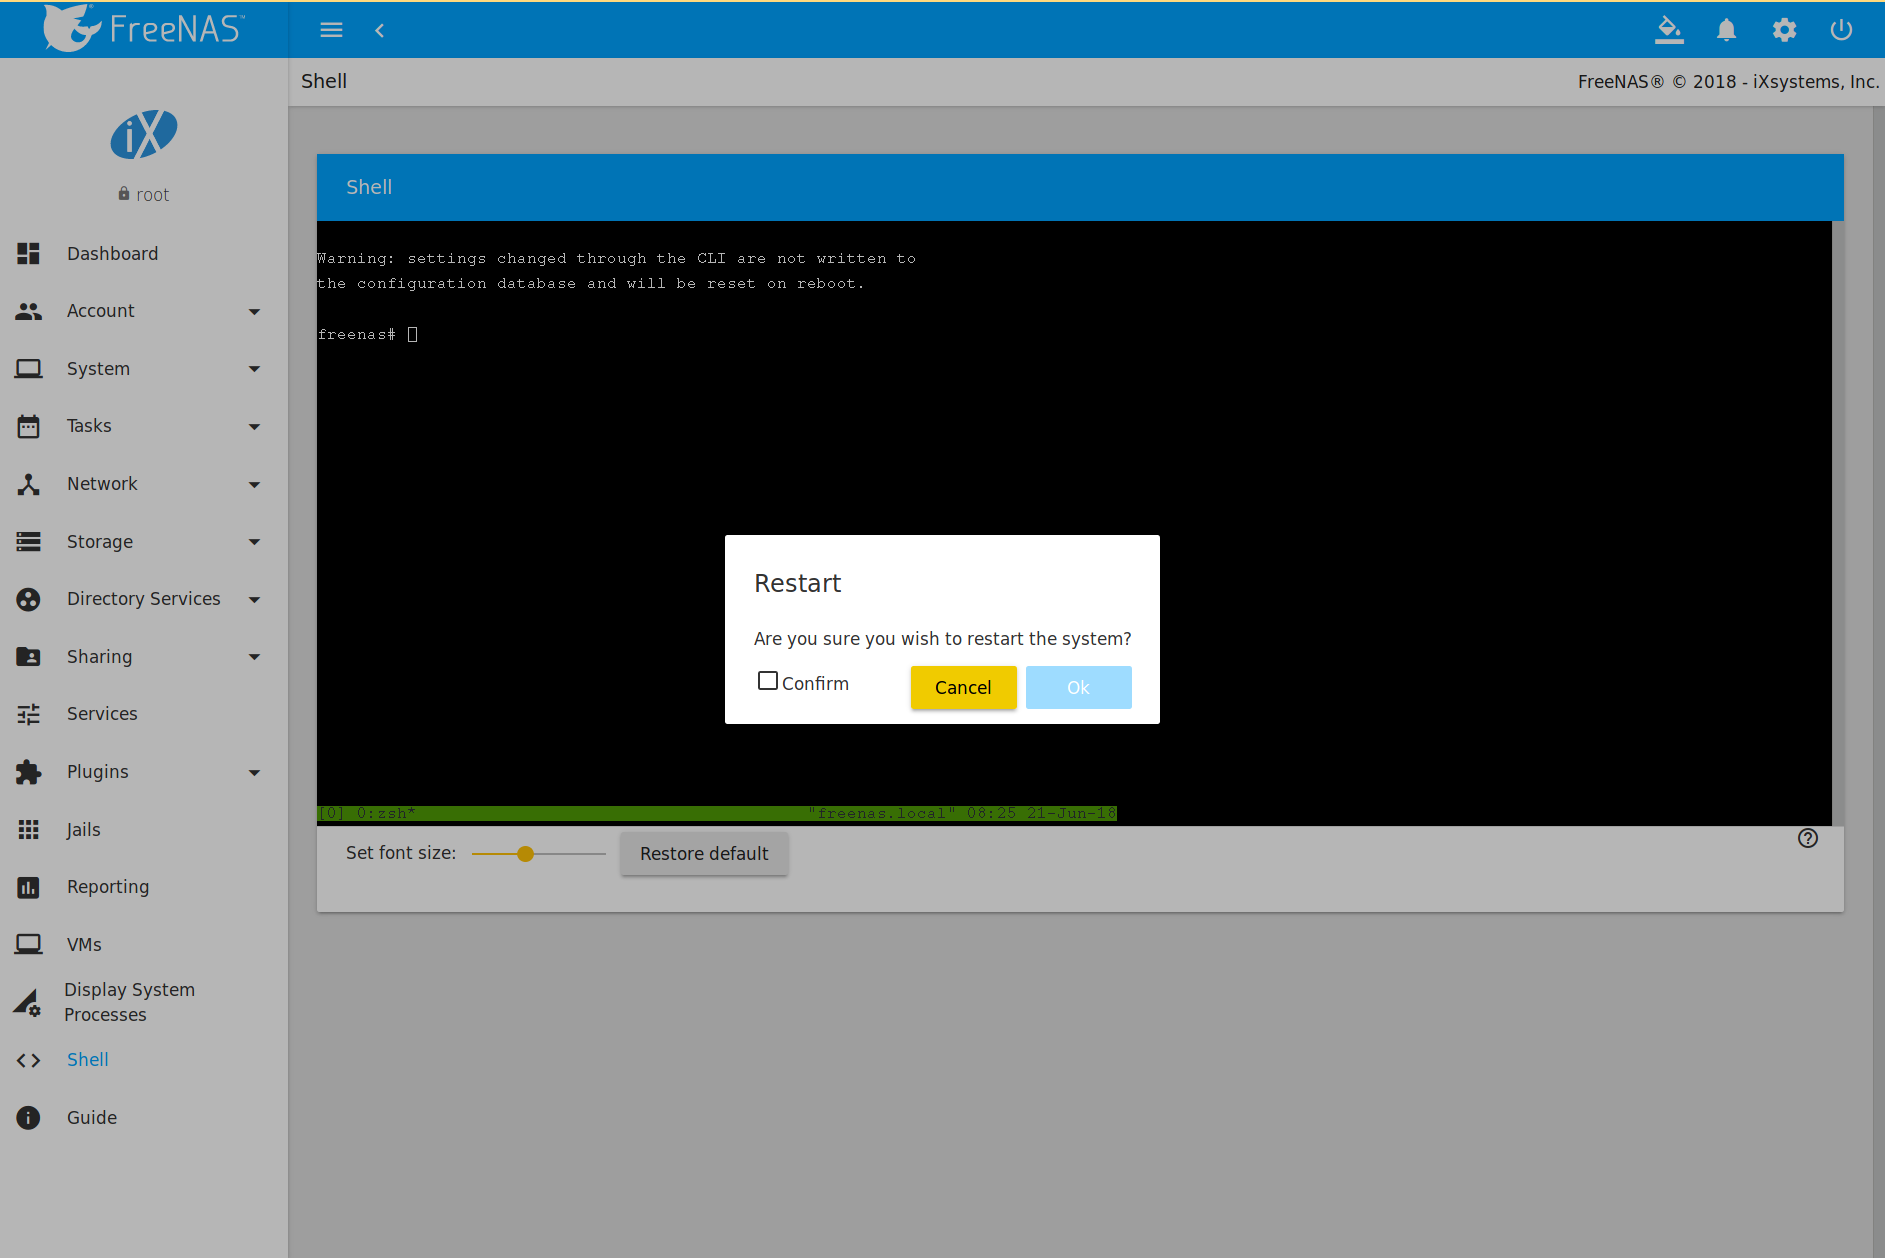 FreeNAS™
Shell
FreeNAS® © 2018 - iXsystems, Inc.
iX
root
Dashboard
Account
System
Tasks
Network
Storage
Directory Services
Sharing
Services
Plugins
Jails
Reporting
VMs
Display System
Processes
Shell
Guide
Shell
Warning: settings changed through the CLI are not written to
the configuration database and will be reset on reboot.
freenas#
Restart
Are you sure you wish to restart the system?
Confirm
Cancel
Ok
[0] 0:zsh* "freenas.local" 08:25 21-Jun-18
Set font size:
Restore default